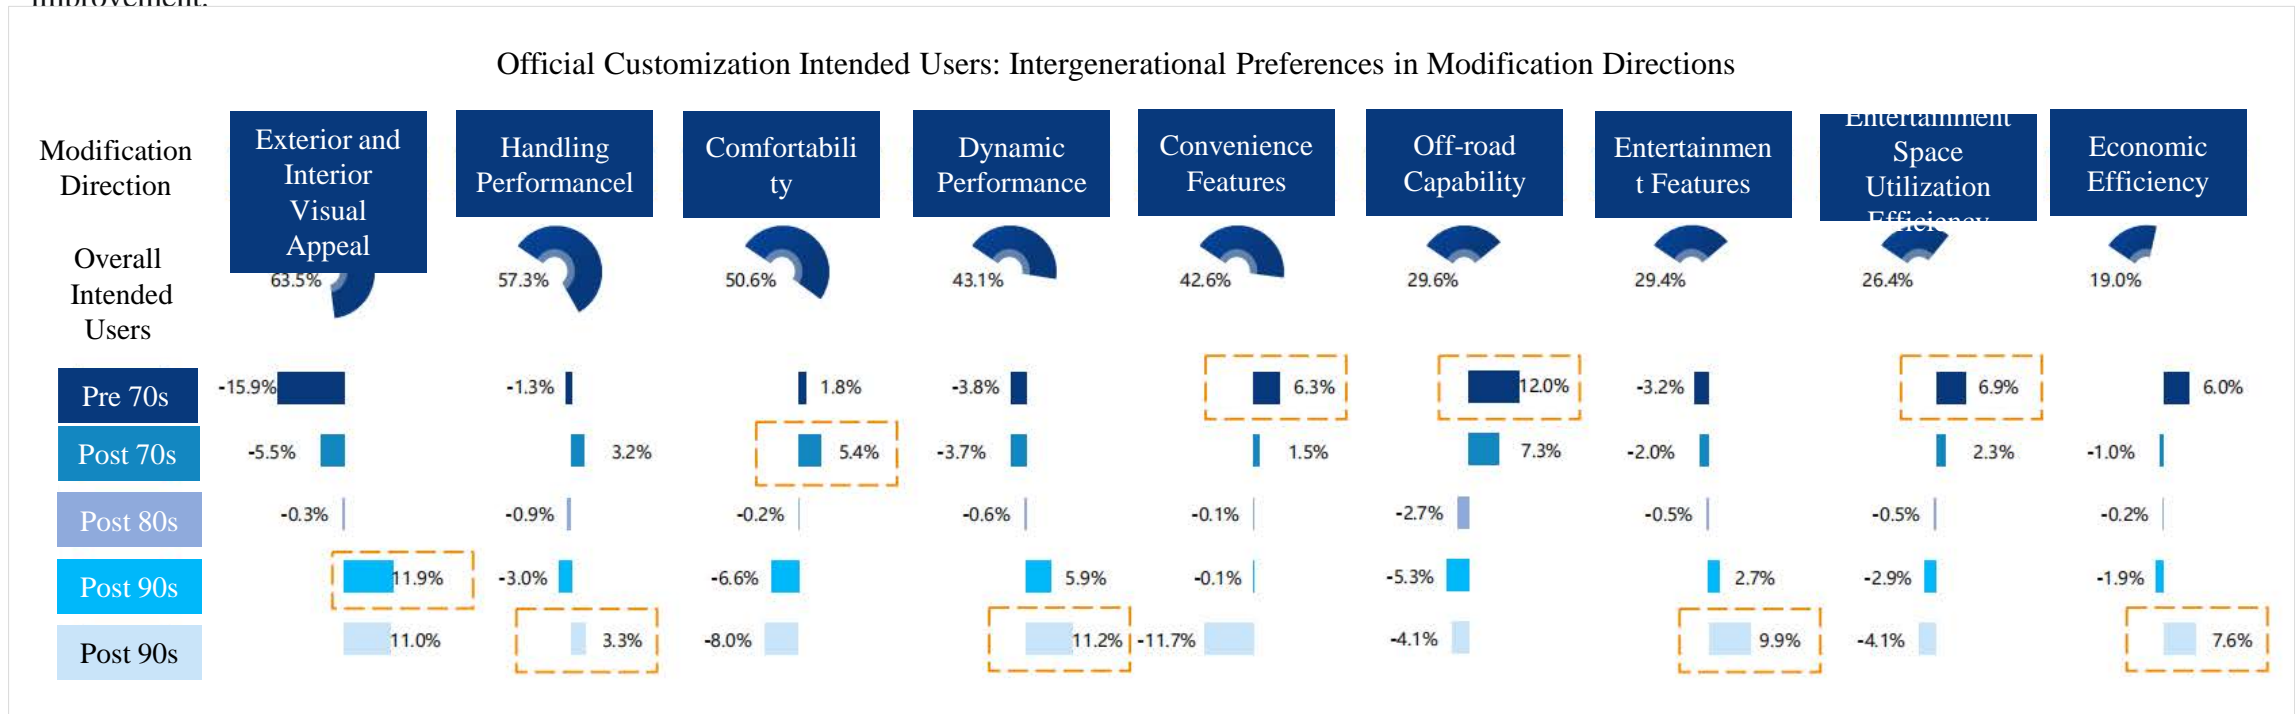 improvement.
Official Customization Intended Users: Intergenerational Preferences in Modification Directions
Modification
Direction
Exterior and
Interior
Visual
Appeal
Handling
Performancel
Comfortabili
ty
Dynamic
Performance
Convenience
Features
Off-road
Capability
Entertainmen
t Features
Entertainment
Space
Utilization
Efficiency
Economic
Efficiency
Overall
Intended
Users
63.5%
57.3%
50.6%
43.1%
42.6%
29.6%
29.4%
26.4%
19.0%
Pre 70s
-15.9%
-1.3%
1.8%
-3.8%
6.3%
12.0%
-3.2%
6.9%
6.0%
Post 70s
-5.5%
3.2%
5.4%
-3.7%
1.5%
7.3%
-2.0%
2.3%
-1.0%
Post 80s
-0.3%
-0.9%
-0.2%
-0.6%
-0.1%
-2.7%
-0.5%
-0.5%
-0.2%
Post 90s
11.9%
-3.0%
-6.6%
5.9%
-0.1%
-5.3%
2.7%
-2.9%
-1.9%
Post 90s
11.0%
3.3%
-8.0%
11.2%
-11.7%
-4.1%
9.9%
-4.1%
7.6%